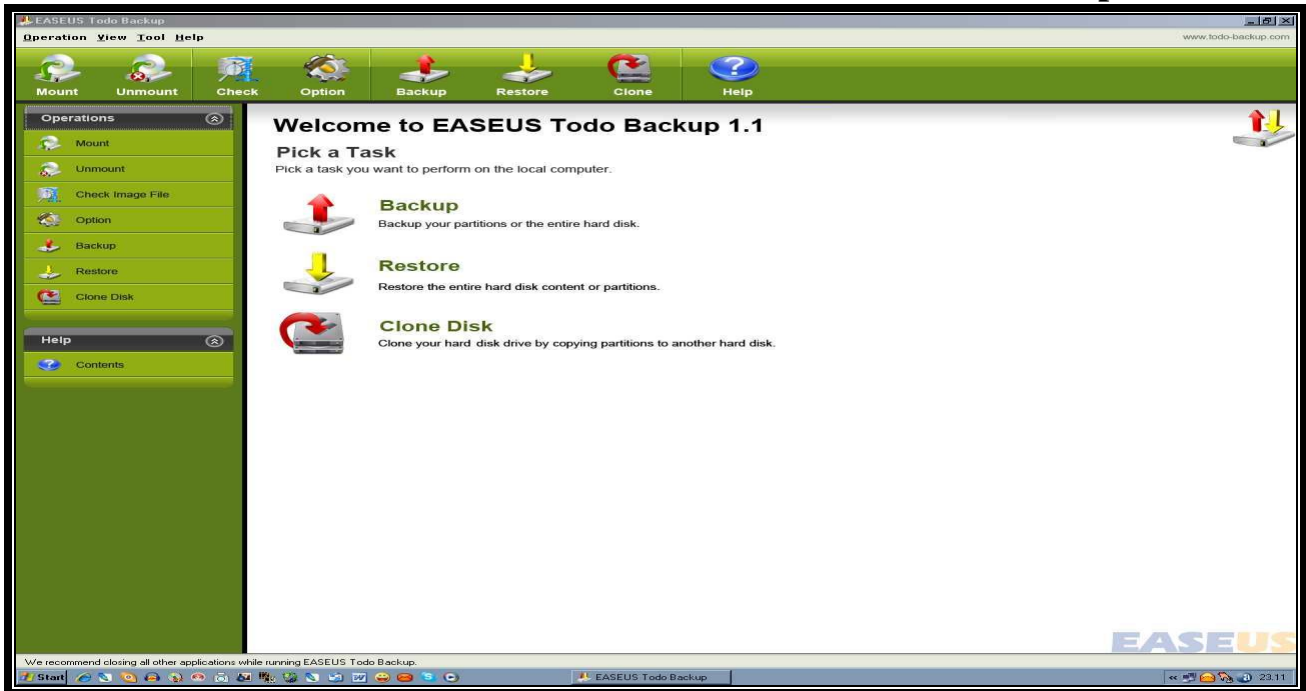 EASEUS Todo Backup
Operation View Tool Help
www.todo-backup.com
Mount Unmount Check Option Backup Restore Clone Help
Operations
Mount
Unmount
Check Image File
Option
Backup
Restore
Clone Disk
Help
Contents
Welcome to EASEUS Todo Backup 1.1
Pick a Task
Pick a task you want to perform on the local computer.
Backup
Backup your partitions or the entire hard disk.
Restore
Restore the entire hard disk content or partitions.
Clone Disk
Clone your hard disk drive by copying partitions to another hard disk.
EASEUS
We recommend closing all other applications while running EASEUS Todo Backup.
Start
EASEUS Todo Backup
23.11